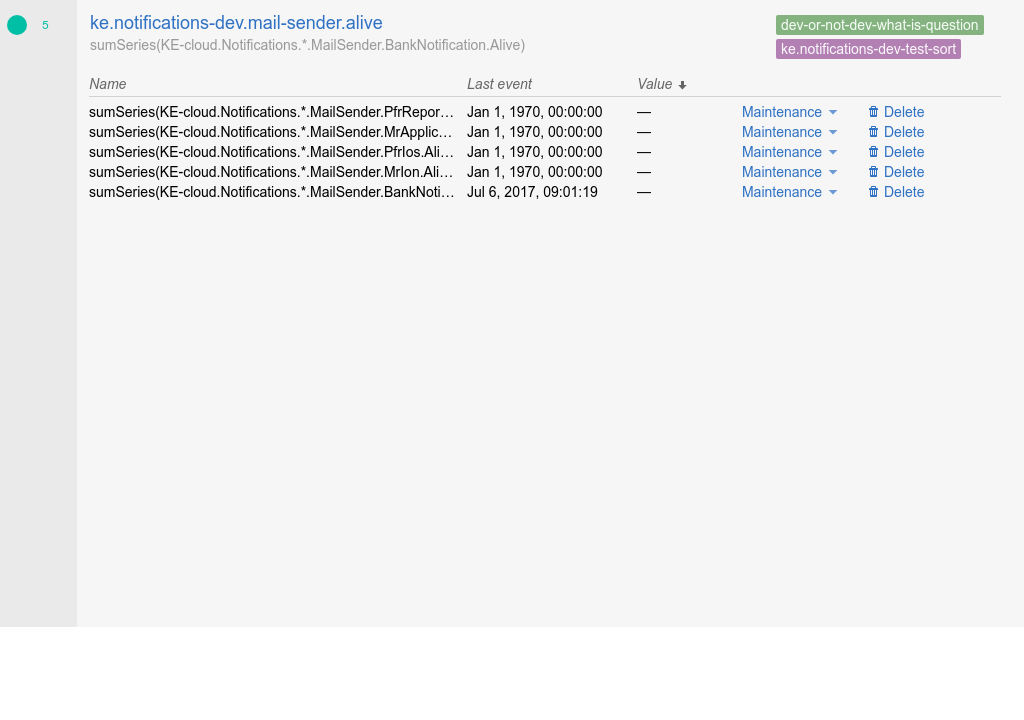 5
ke.notifications-dev.mail-sender.alive
sumSeries(KE-cloud.Notifications.*.MailSender.BankNotification.Alive)
dev-or-not-dev-what-is-question
ke.notifications-dev-test-sort
Name Last event Value
sumSeries(KE-cloud.Notifications.*.MailSender.PfrRepor… Jan 1, 1970, 00:00:00 — Maintenance Delete
sumSeries(KE-cloud.Notifications.*.MailSender.MrApplic… Jan 1, 1970, 00:00:00 — Maintenance Delete
sumSeries(KE-cloud.Notifications.*.MailSender.PfrIos.Ali… Jan 1, 1970, 00:00:00 — Maintenance Delete
sumSeries(KE-cloud.Notifications.*.MailSender.MrIon.Ali… Jan 1, 1970, 00:00:00 — Maintenance Delete
sumSeries(KE-cloud.Notifications.*.MailSender.BankNoti… Jul 6, 2017, 09:01:19 — Maintenance Delete